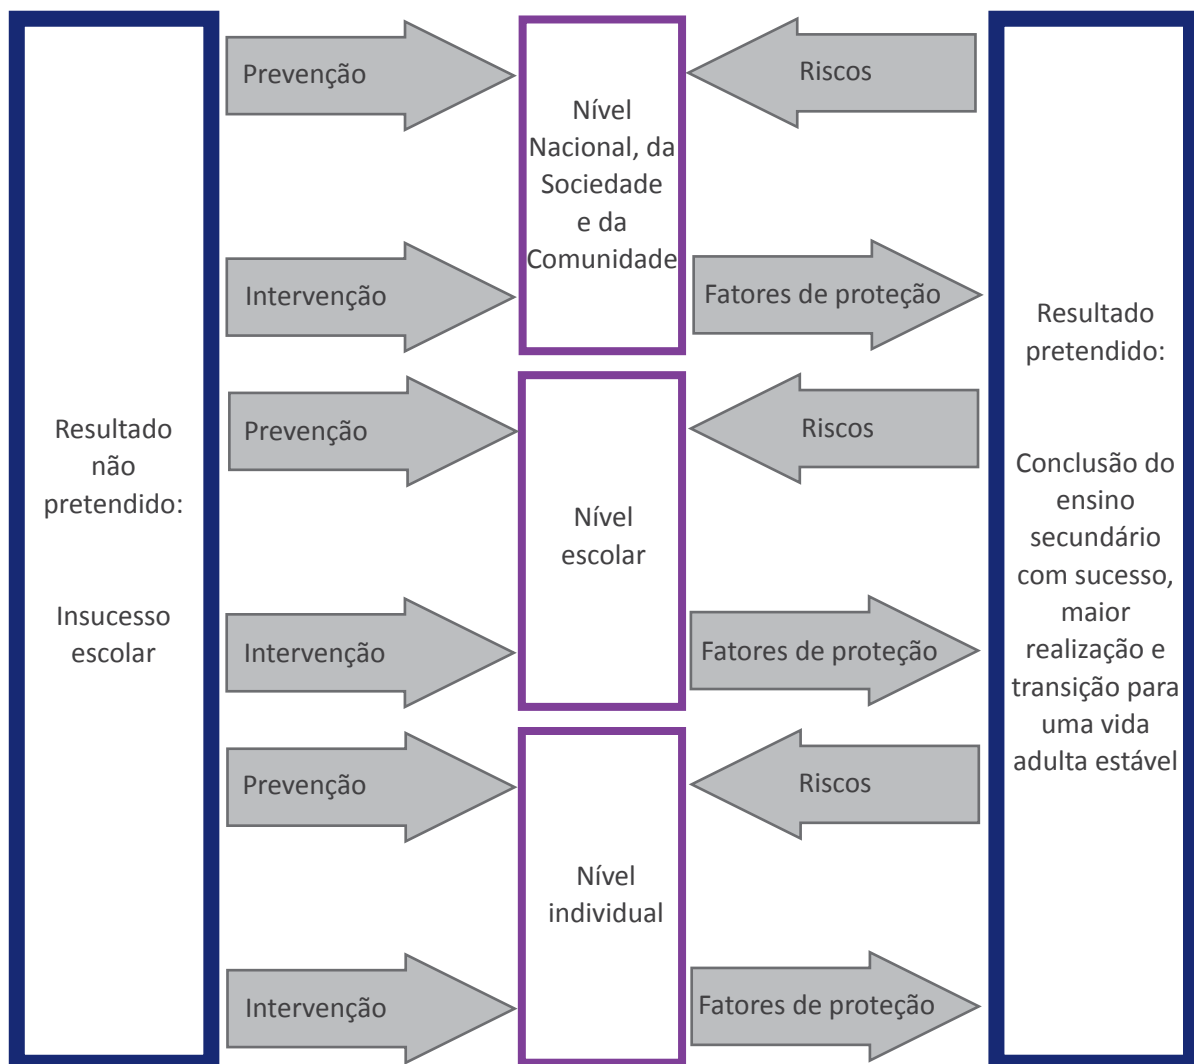 Resultado
não
pretendido:
Insucesso
escolar
Prevenção
Riscos
Nível
Nacional, da
Sociedade
e da
Comunidade
Intervenção
Fatores de proteção
Prevenção
Riscos
Nível
escolar
Intervenção
Fatores de proteção
Prevenção
Riscos
Nível
individual
Intervenção
Fatores de proteção
Resultado
pretendido:
Conclusão do
ensino
secundário
com sucesso,
maior
realização e
transição para
uma vida
adulta estável